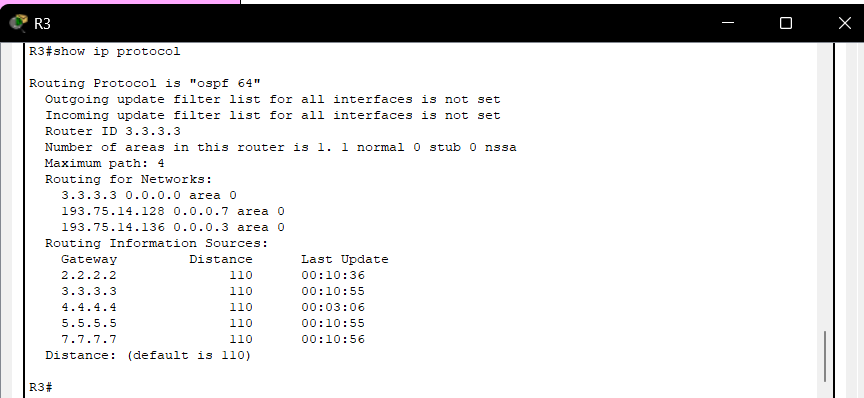 R3
R3#show ip protocol
Routing Protocol is "ospf 64"
Outgoing update filter list for all interfaces is not set
Incoming update filter list for all interfaces is not set
Router ID 3.3.3.3
Number of areas in this router is 1. 1 normal 0 stub 0 nssa
Maximum path: 4
Routing for Networks:
3.3.3.3 0.0.0.0 area 0
193.75.14.128 0.0.0.7 area 0
193.75.14.136 0.0.0.3 area 0
Routing Information Sources:
Gateway Distance Last Update
2.2.2.2 110 00:10:36
3.3.3.3 110 00:10:55
4.4.4.4 110 00:03:06
5.5.5.5 110 00:10:55
7.7.7.7 110 00:10:56
Distance: (default is 110)
R3#